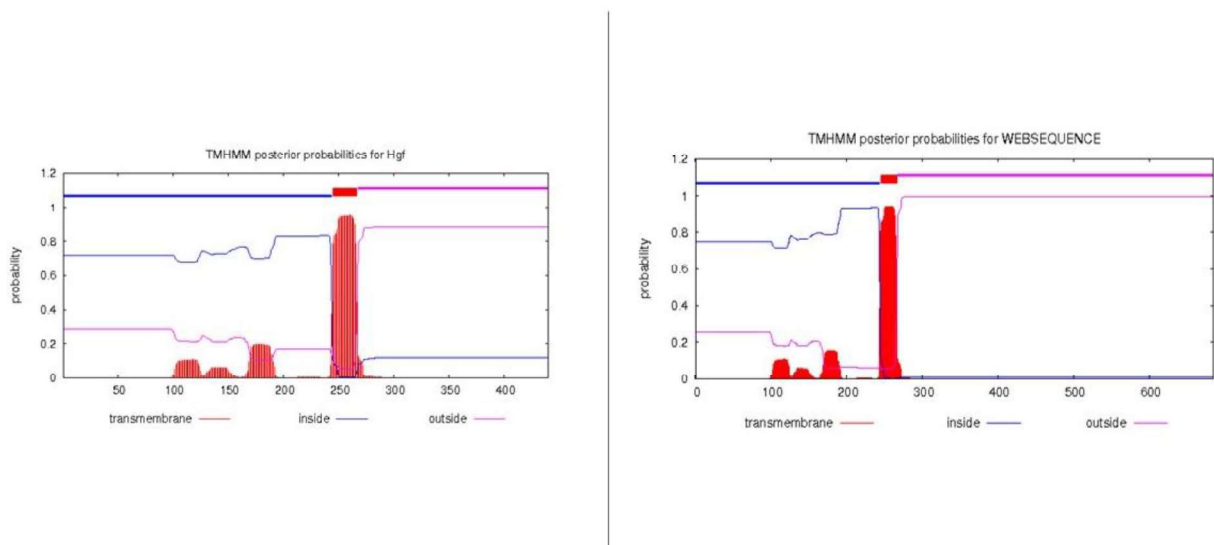 TMHMM posterior probabilities for Hgf
1.2
1
0.8
0.6
0.4
0.2
0
probability
50 100 150 200 250 300 350 400
transmembrane inside outside
TMHMM posterior probabilities for WEBSEQUENCE
1.2
1
0.8
0.6
0.4
0.2
0
probability
0 100 200 300 400 500 600
transmembrane inside outside